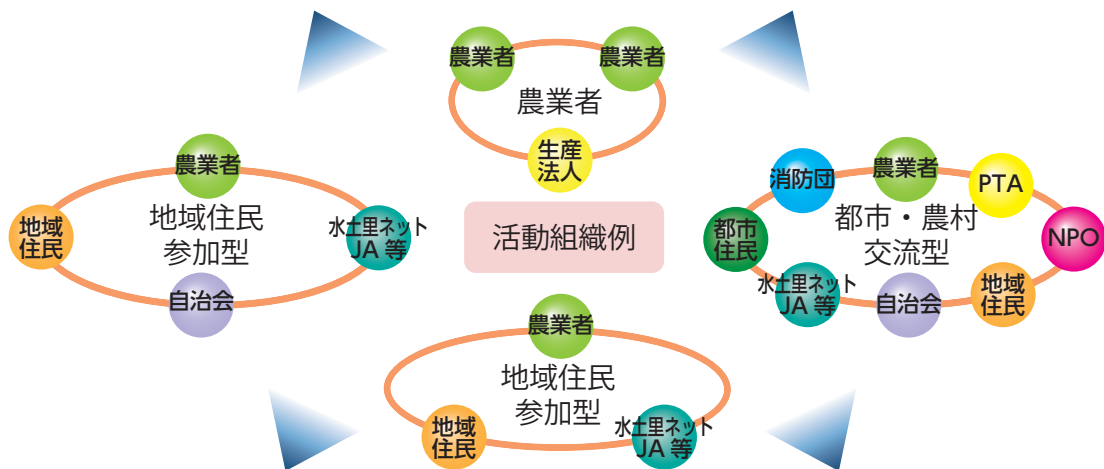 農業者
農業者
農業者
生産
法人
農業者
地域
住民
地域住民
参加型
水土里ネット
JA 等
自治会
活動組織例
消防団
農業者
PTA
都市
住民
都市・農村
交流型
NPO
水土里ネット
JA 等
自治会
地域
住民
農業者
地域住民
参加型
地域
住民
水土里ネット
JA 等